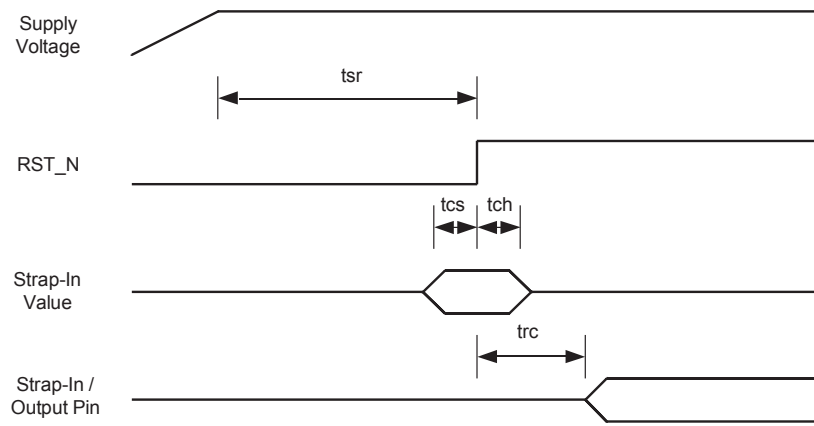 Supply
Voltage
tsr
RST_N
tcs
tch
Strap-In
Value
trc
Strap-In /
Output Pin